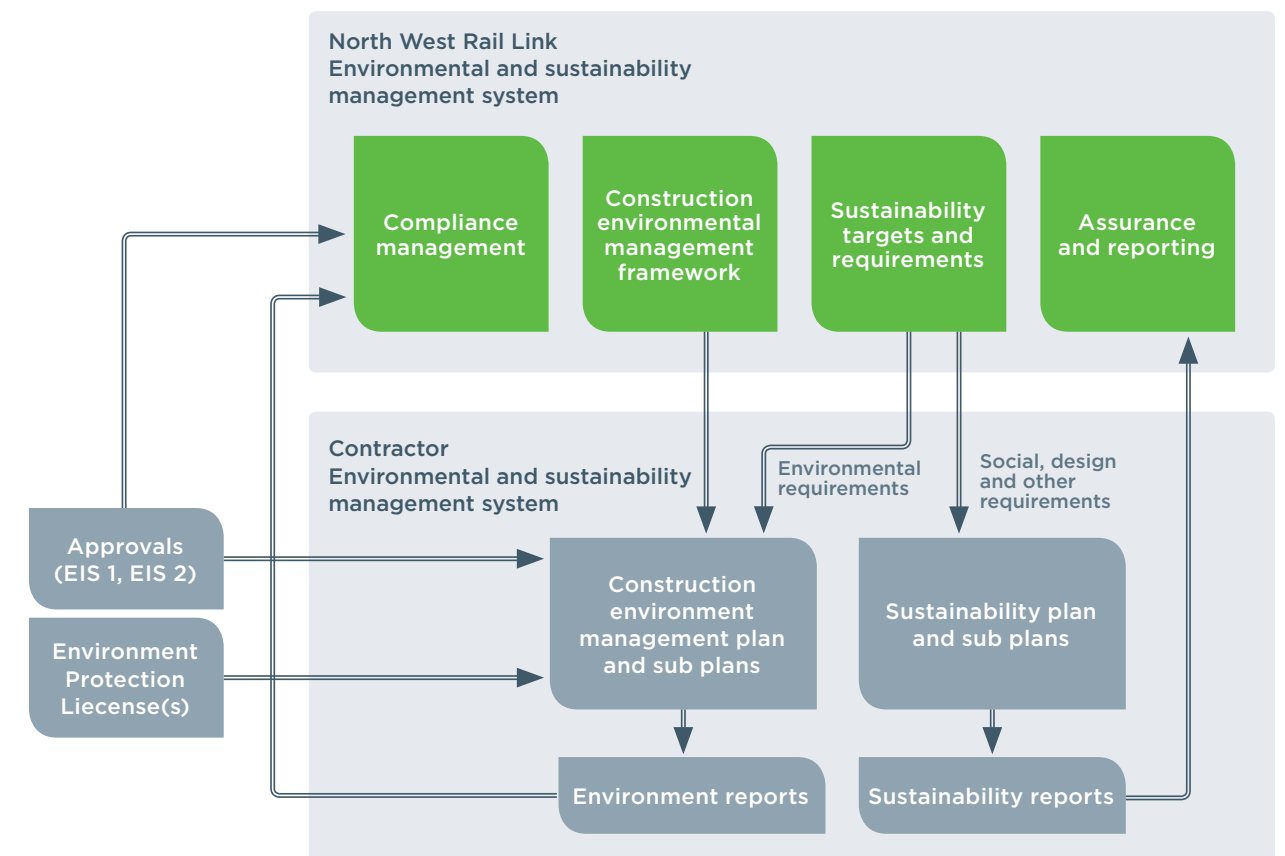 North West Rail Link
Environmental and sustainability
management system
Compliance
management
Construction
environmental
management
framework
Sustainability
targets and
requirements
Assurance
and reporting
Contractor
Environmental and sustainability
management system
Environmental
requirements
Social, design
and other
requirements
Approvals
(EIS 1, EIS 2)
Environment
Protection
Liecense(s)
Construction
environment
management plan
and sub plans
Sustainability plan
and sub plans
Environment reports
Sustainability reports